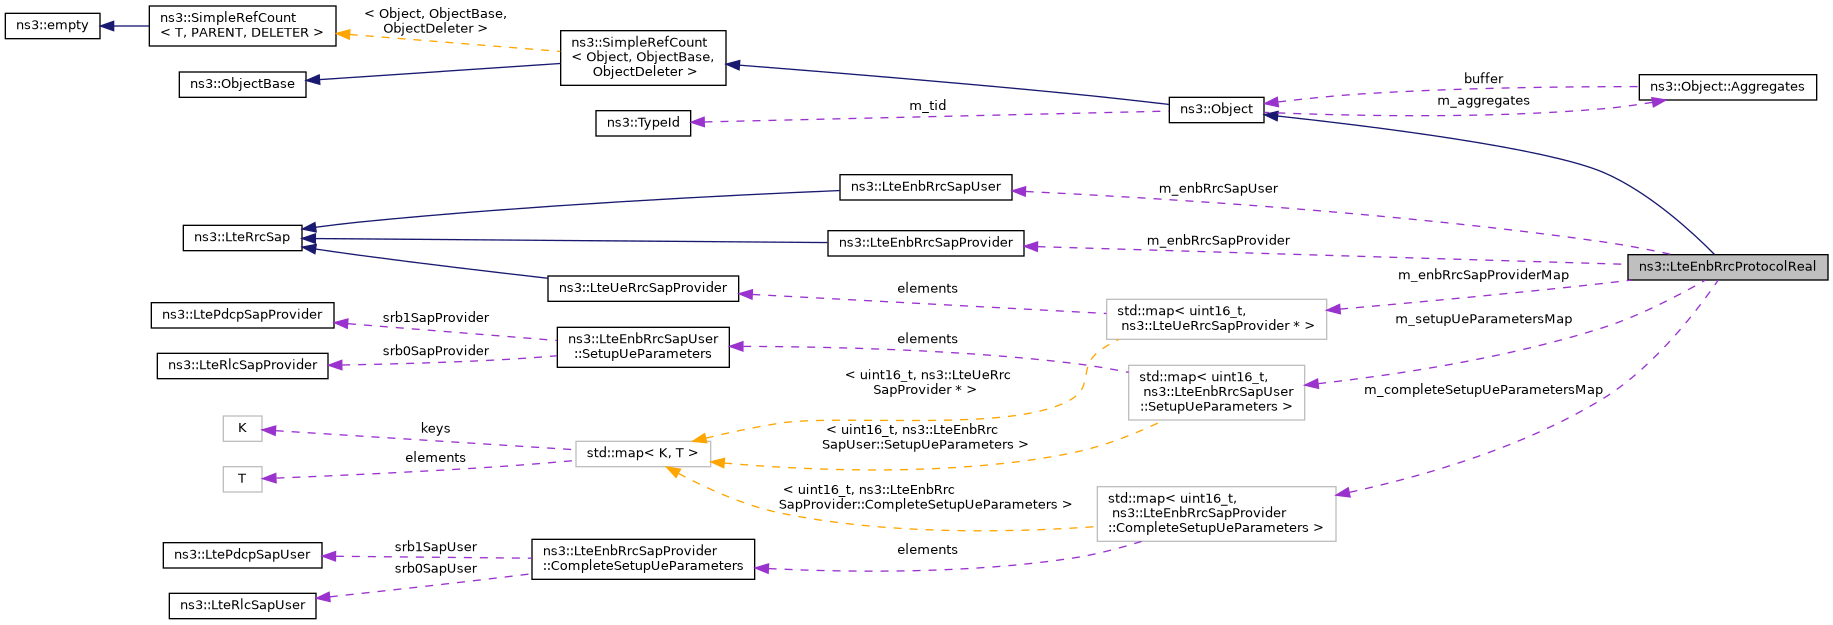 ns3::empty
ns3::SimpleRefCount
< T, PARENT, DELETER >
< Object, ObjectBase,
ObjectDeleter >
ns3::SimpleRefCount
< Object, ObjectBase,
ObjectDeleter >
ns3::ObjectBase
ns3::TypeId
m_tid
ns3::Object
buffer
m_aggregates
ns3::Object::Aggregates
ns3::LteEnbRrcSapUser
m_enbRrcSapUser
ns3::LteRrcSap
ns3::LteEnbRrcSapProvider
m_enbRrcSapProvider
ns3::LteEnbRrcProtocolReal
ns3::LteUeRrcSapProvider
elements
m_enbRrcSapProviderMap
std::map< uint16_t,
ns3::LteUeRrcSapProvider * >
m_setupUeParametersMap
ns3::LtePdcpSapProvider
srb1SapProvider
ns3::LteEnbRrcSapUser
::SetupUeParameters
elements
ns3::LteRlcSapProvider
srb0SapProvider
< uint16_t, ns3::LteUeRrc
SapProvider * >
std::map< uint16_t,
ns3::LteEnbRrcSapUser
::SetupUeParameters >
m_completeSetupUeParametersMap
K
keys
< uint16_t, ns3::LteEnbRrc
SapUser::SetupUeParameters >
std::map< K, T >
T
elements
< uint16_t, ns3::LteEnbRrc
SapProvider::CompleteSetupUeParameters >
std::map< uint16_t,
ns3::LteEnbRrcSapProvider
::CompleteSetupUeParameters >
ns3::LtePdcpSapUser
srb1SapUser
srb0SapUser
ns3::LteEnbRrcSapProvider
::CompleteSetupUeParameters
elements
ns3::LteRlcSapUser